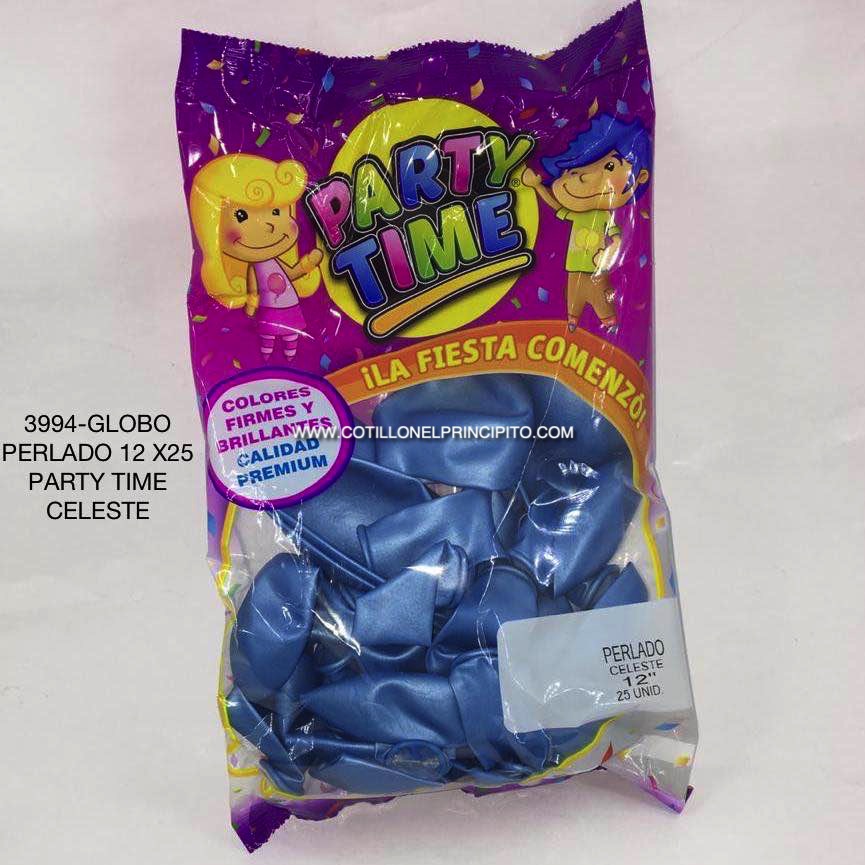 PARTY
TIME
®
¡LA FIESTA COMENZÓ!
COLORES
FIRMES Y
BRILLANTES
CALIDAD
PREMIUM
WWW.COTILLONELPRINCIPITO.COM
3994-GLOBO
PERLADO 12 X25
PARTY TIME
CELESTE
PERLADO
CELESTE
12"
25 UNID.